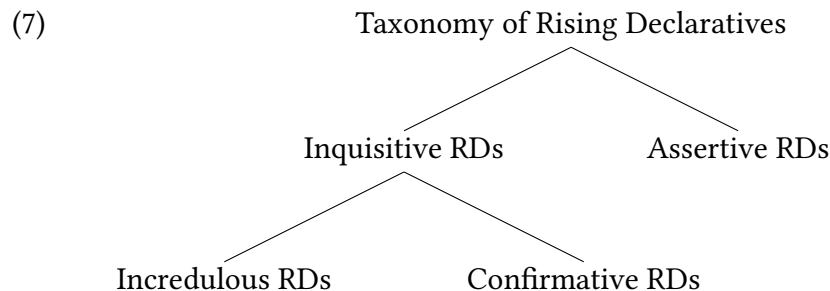 (7) Taxonomy of Rising Declaratives
Inquisitive RDs Assertive RDs
Incredulous RDs Confirmative RDs